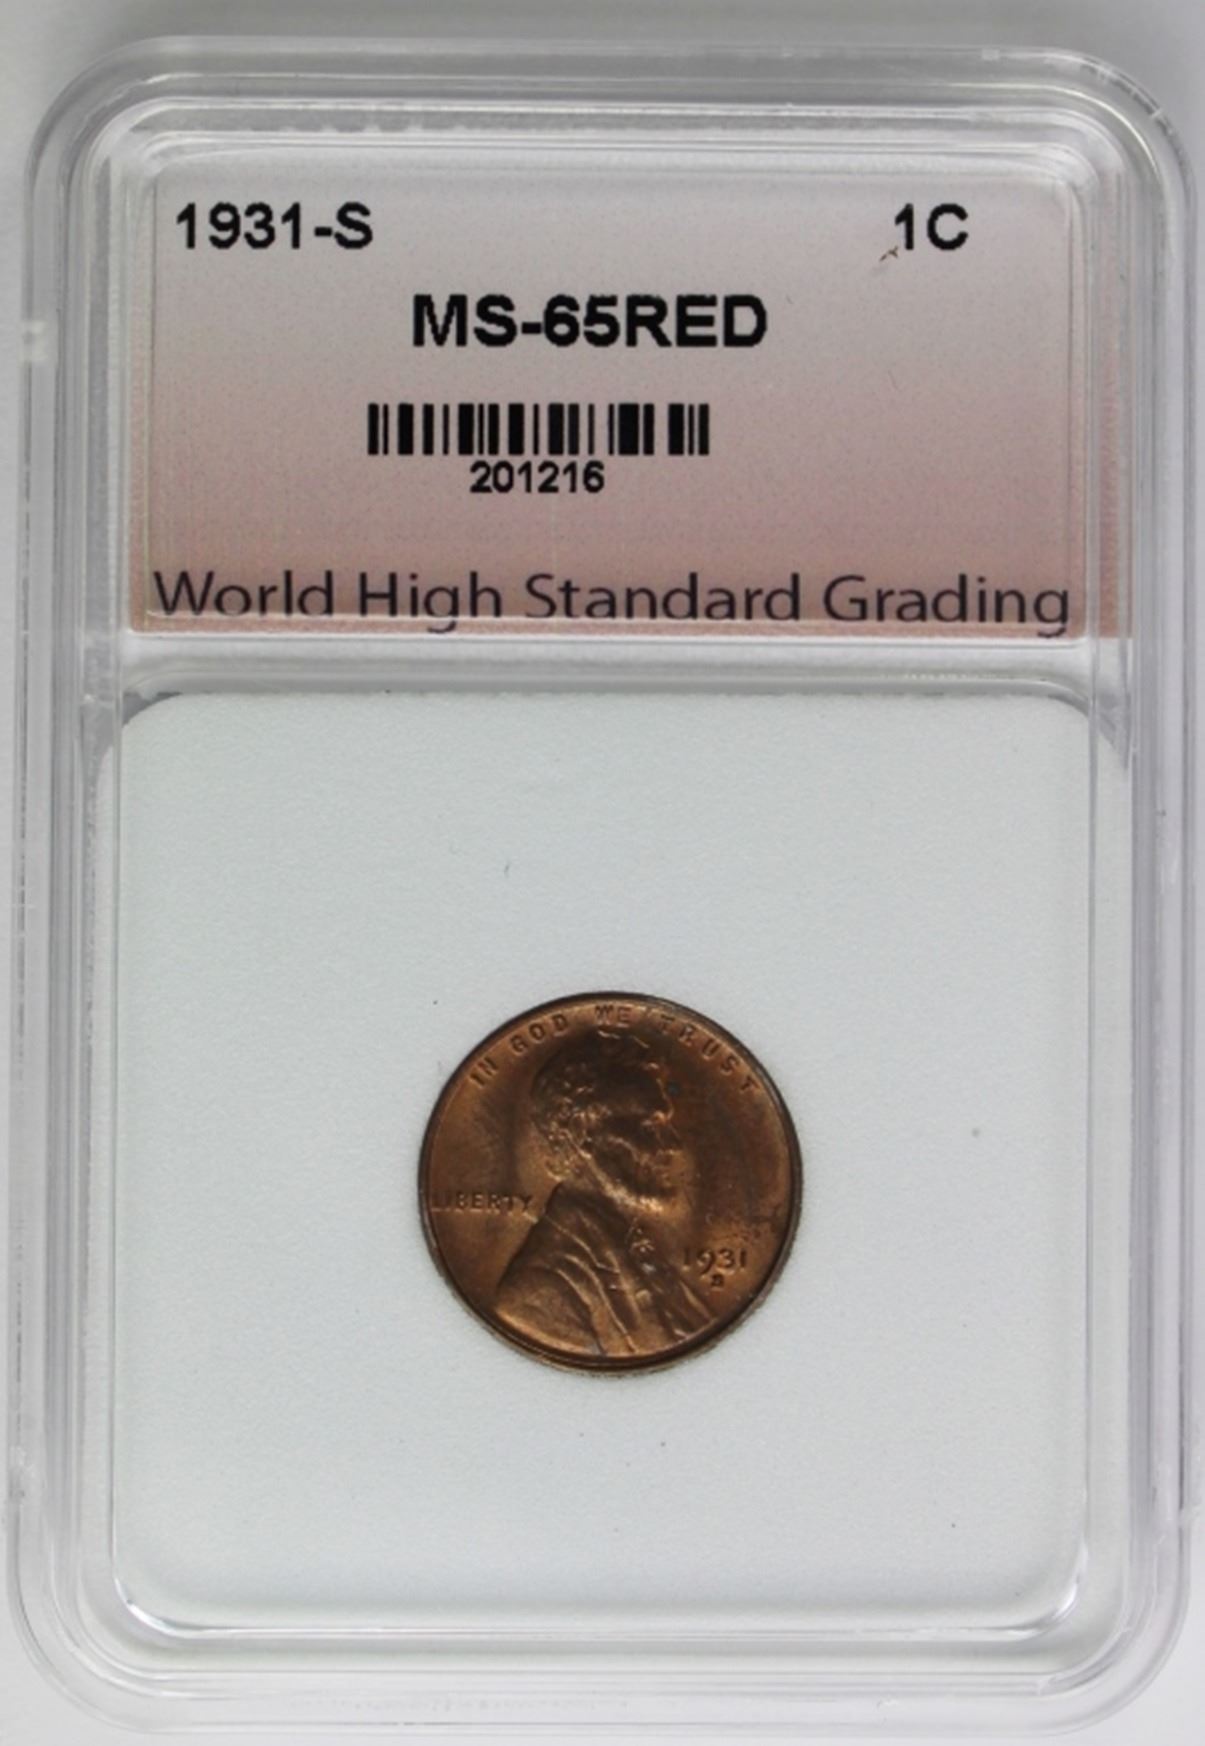 1931-S 1C
MS-65RED
201216
World High Standard Grading
IN GOD WE TRUST
LIBERTY
1931
S